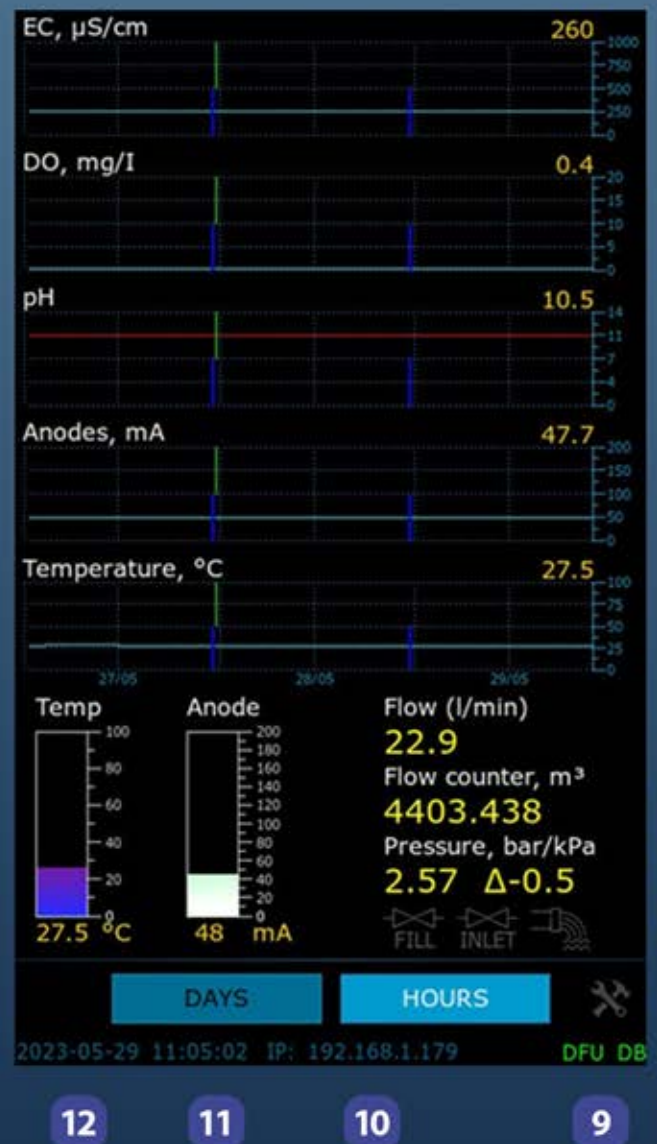 EC, µS/cm 260
1000
750
500
250
0
DO, mg/l 0.4
20
15
10
5
0
pH 10.5
14
11
7
4
0
Anodes, mA 47.7
200
150
100
50
0
Temperature, °C 27.5
100
75
50
25
0
27/05 28/05 29/05
Temp
100
80
60
40
20
0
27.5 °C
Anode
200
180
160
140
120
100
80
60
40
20
0
48 mA
Flow (l/min)
22.9
Flow counter, m³
4403.438
Pressure, bar/kPa
2.57 Δ-0.5
FILL INLET
DAYS HOURS
2023-05-29 11:05:02 IP: 192.168.1.179 DFU DB
12 11 10 9